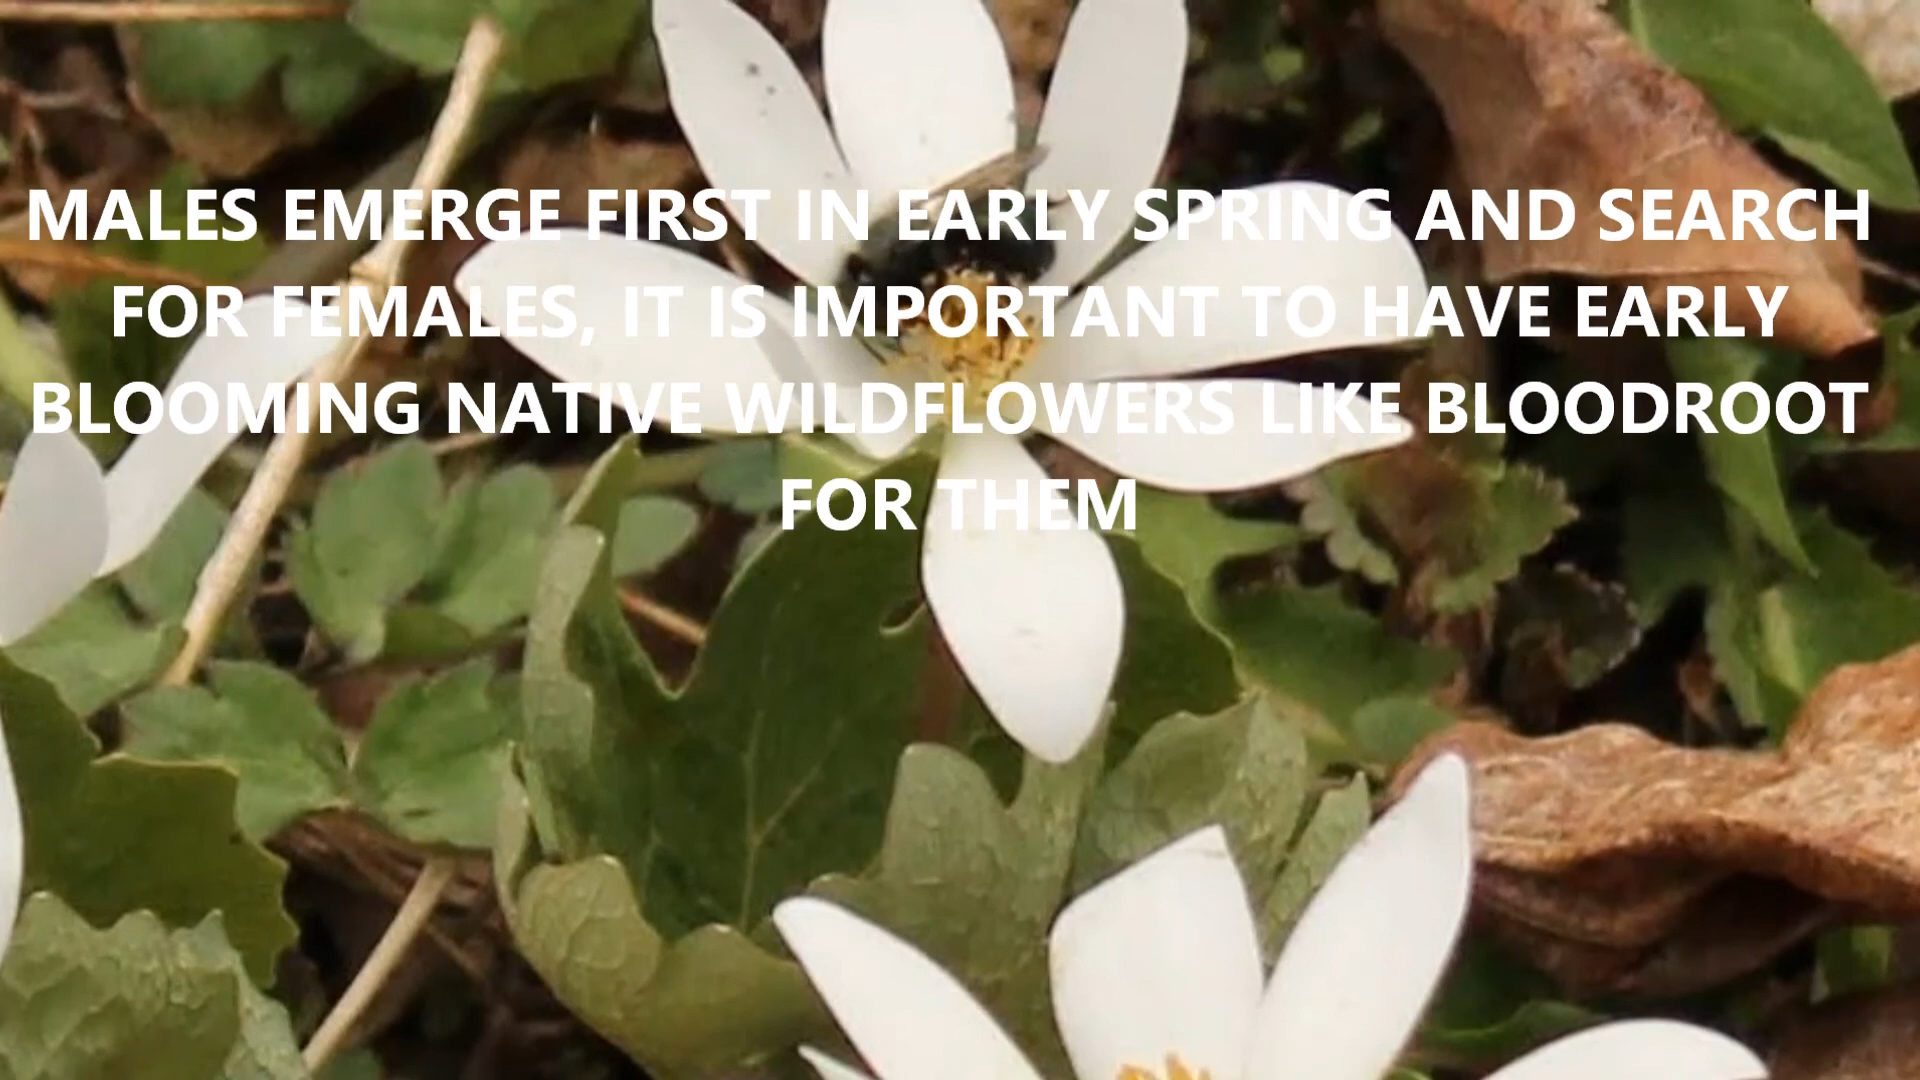 MALES EMERGE FIRST IN EARLY SPRING AND SEARCH
FOR FEMALES, IT IS IMPORTANT TO HAVE EARLY
BLOOMING NATIVE WILDFLOWERS LIKE BLOODROOT
FOR THEM